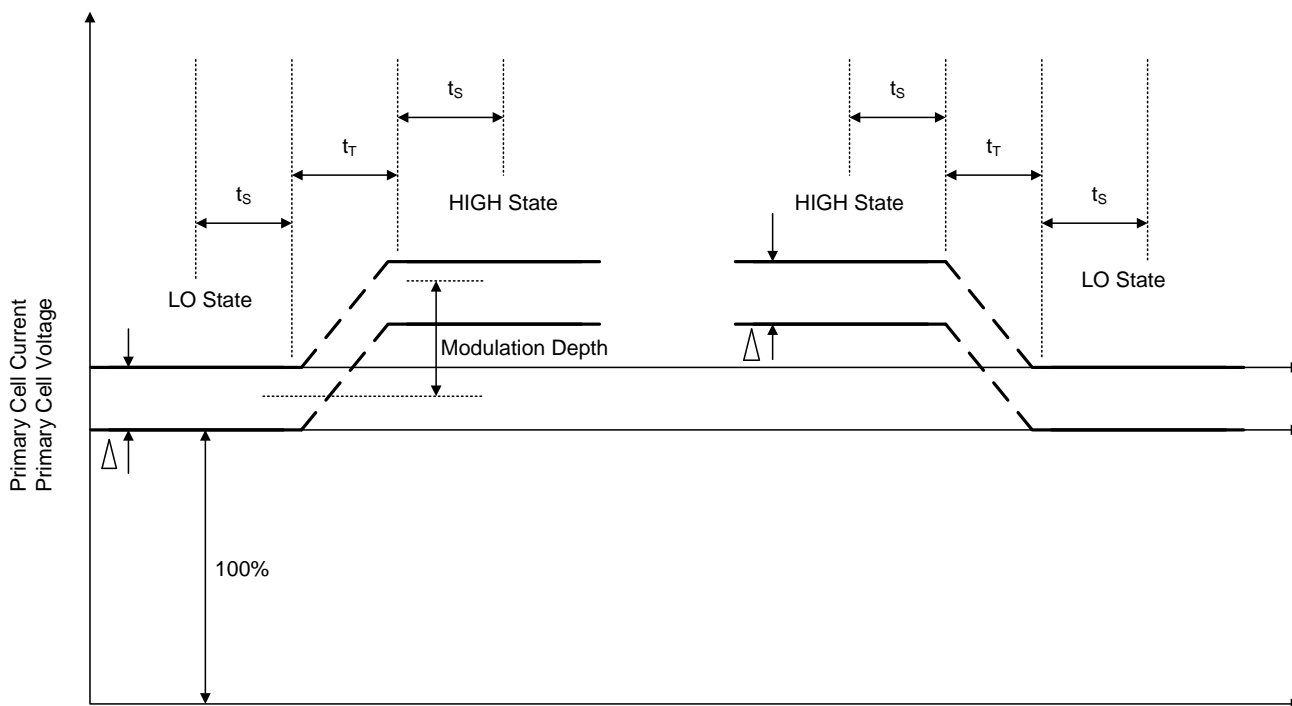 tS
tS
tT
tT
tS
HIGH State
HIGH State
tS
LO State
LO State
Modulation Depth
Δ
Δ
Primary Cell Current
Primary Cell Voltage
100%